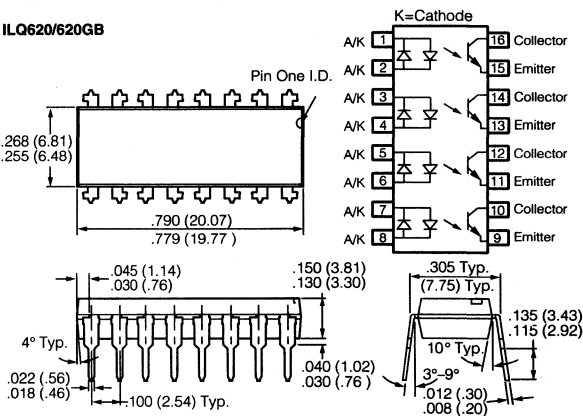 ILQ620/620GB
K=Cathode
Pin One I.D.
A/K 1 16 Collector
A/K 2 15 Emitter
A/K 3 14 Collector
A/K 4 13 Emitter
A/K 5 12 Collector
A/K 6 11 Emitter
A/K 7 10 Collector
A/K 8 9 Emitter
.268 (6.81)
.255 (6.48)
.790 (20.07)
.779 (19.77 )
.045 (1.14)
.030 (.76)
.150 (3.81)
.130 (3.30)
4° Typ.
.022 (.56)
.018 (.46)
.100 (2.54) Typ.
.040 (1.02)
.030 (.76 )
.305 Typ.
(7.75) Typ.
.135 (3.43)
.115 (2.92)
10° Typ.
3°–9°
.012 (.30)
.008 (.20)